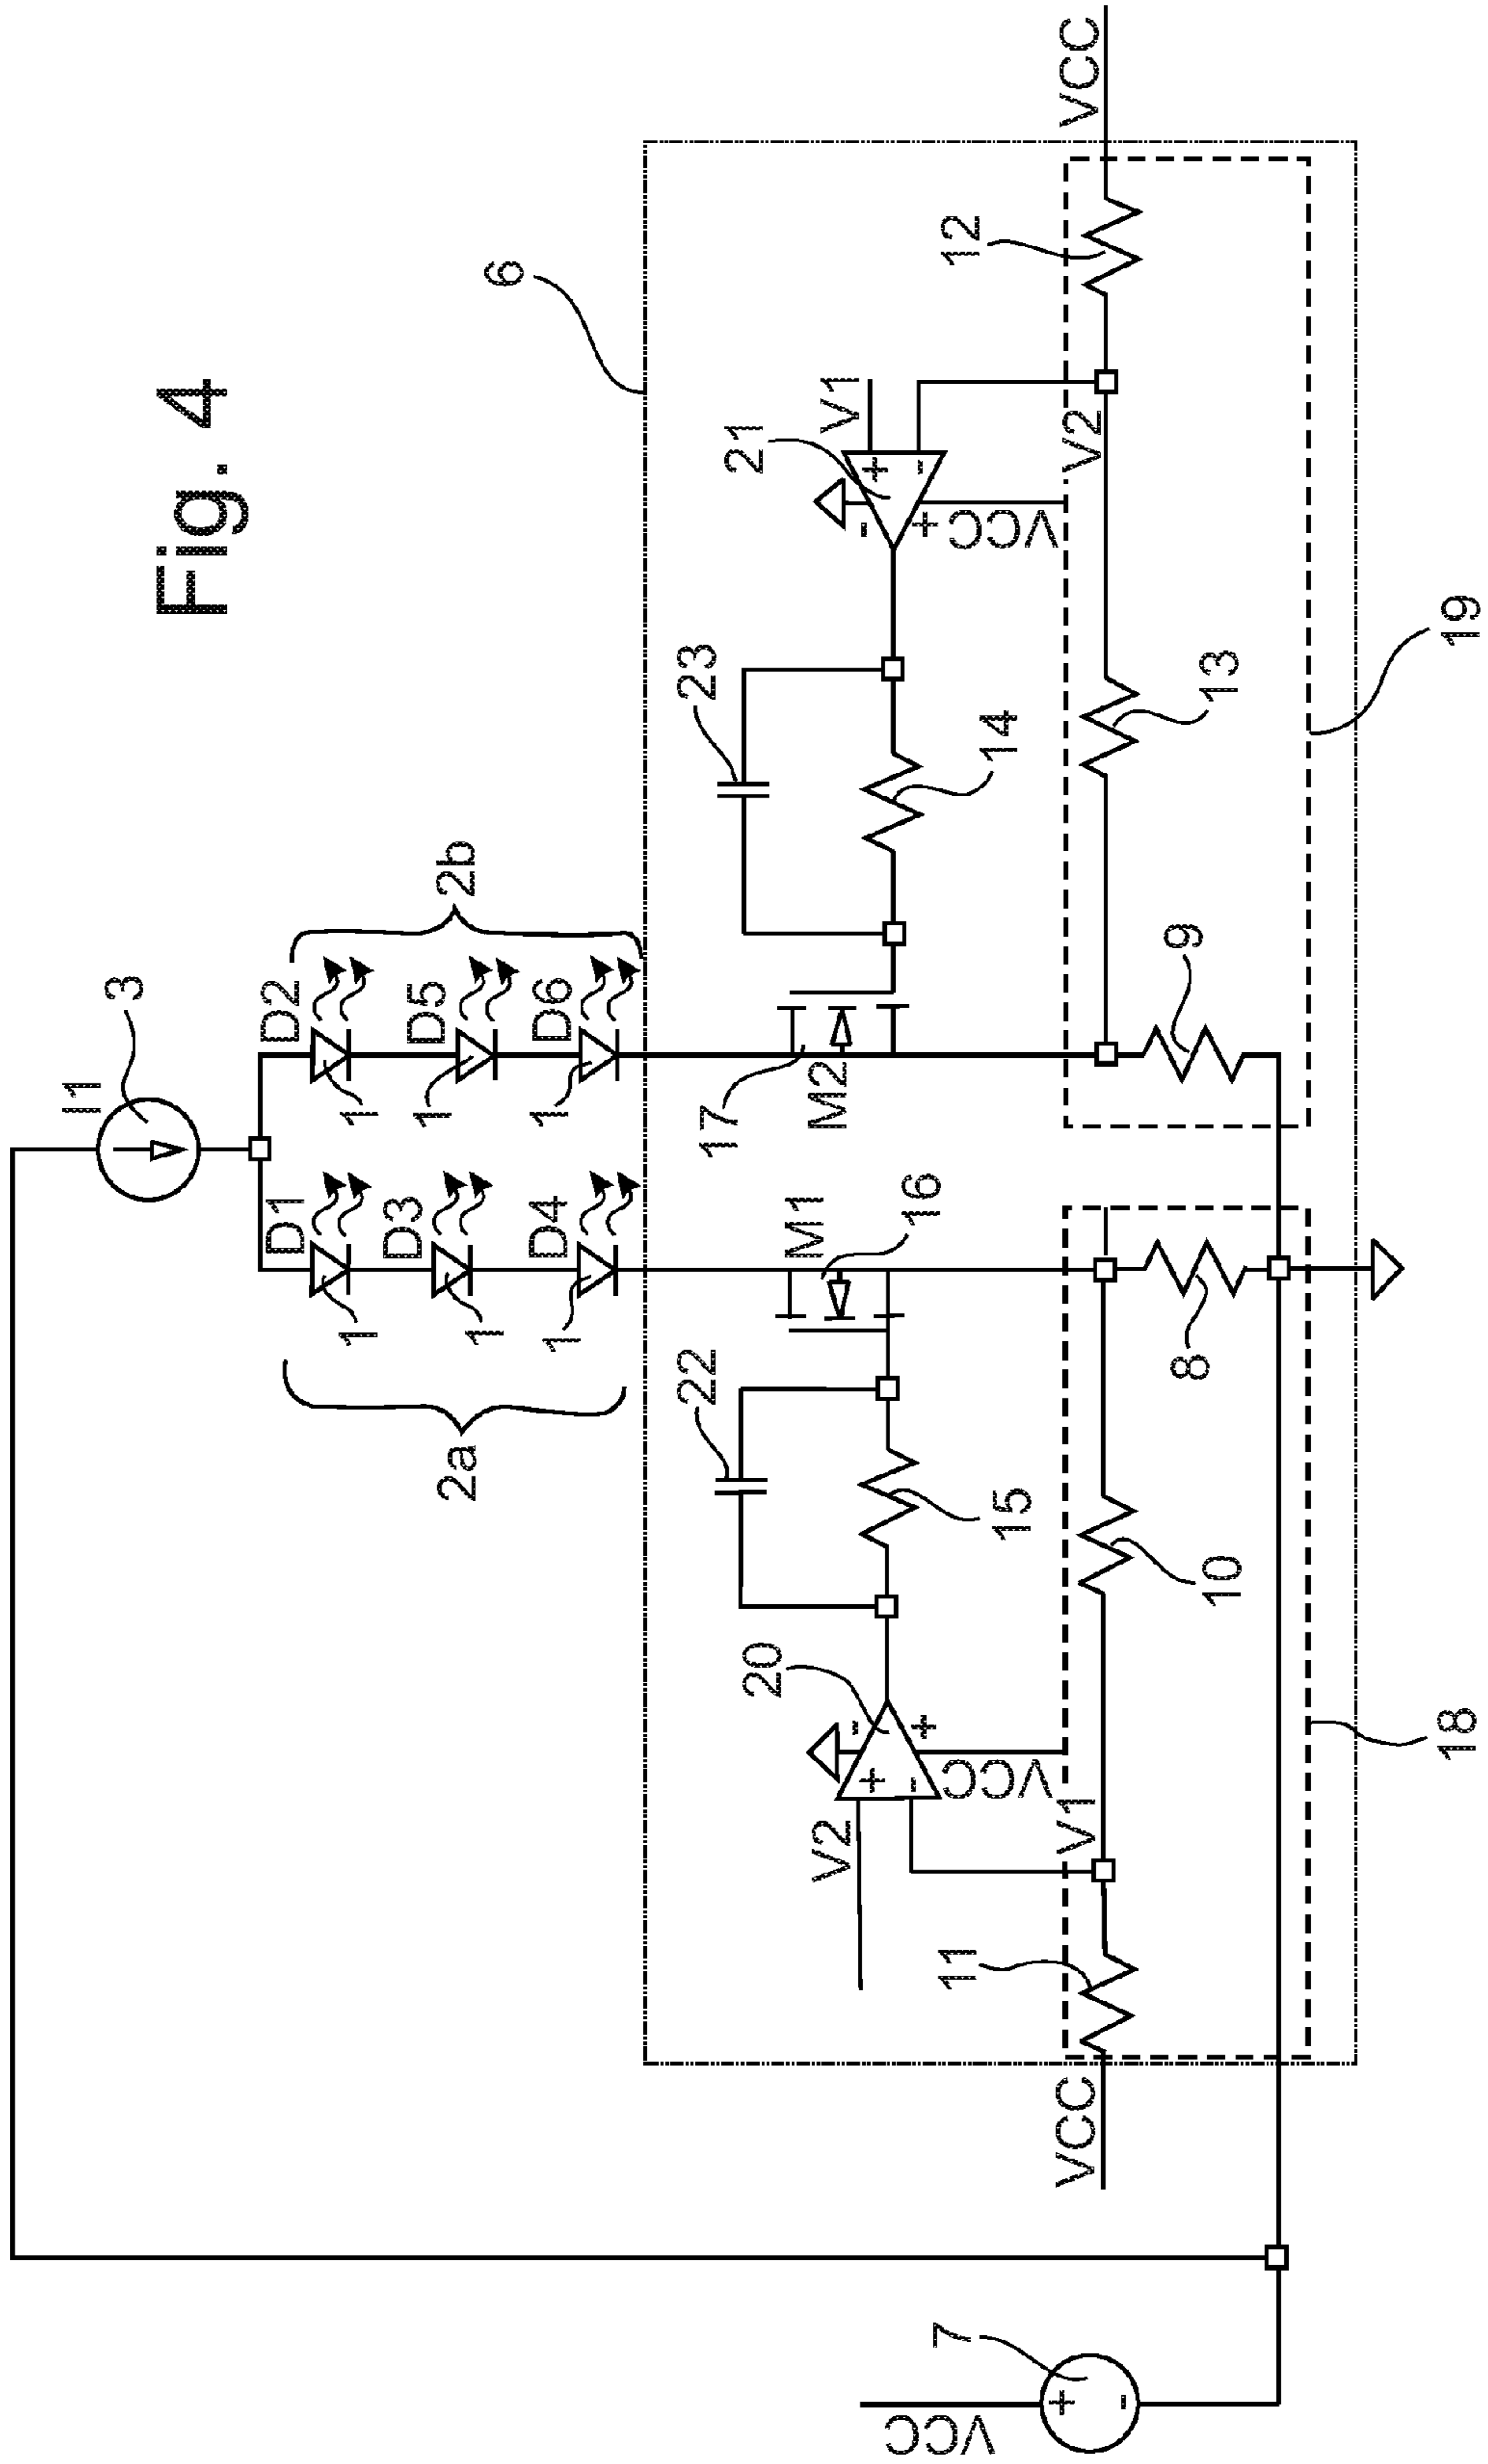 Fig. 4
I1
3
D1
D3
D4
1
1
1
2a
D2
D5
D6
1
1
1
2b
6
22
15
M1
16
20
V2
+
-
-
+
VCC
17
M2
23
14
21
V1
+
-
-
+
VCC
VCC
11
V1
10
8
18
9
13
V2
12
VCC
19
VCC
+
-
7